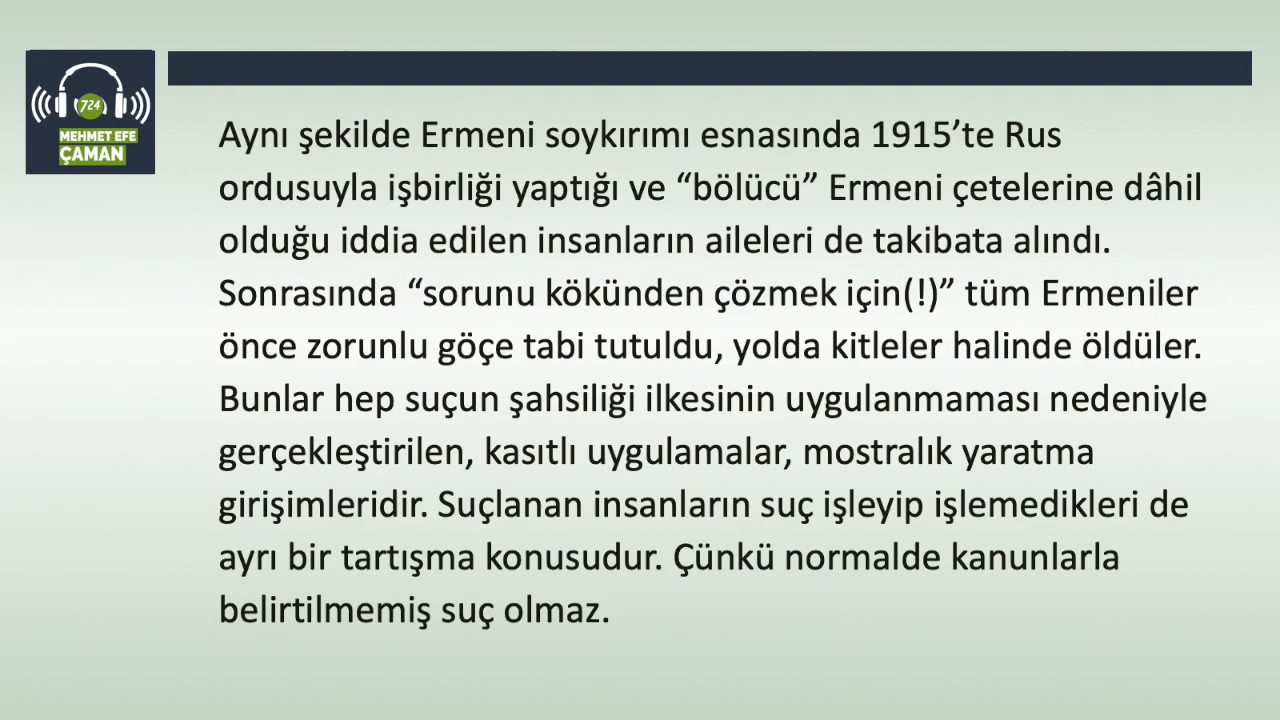 724
MEHMET EFE
ÇAMAN
Aynı şekilde Ermeni soykırımı esnasında 1915’te Rus
ordusuyla işbirliği yaptığı ve “bölücü” Ermeni çetelerine dâhil
olduğu iddia edilen insanların aileleri de takibata alındı.
Sonrasında “sorunu kökünden çözmek için(!)” tüm Ermeniler
önce zorunlu göçe tabi tutuldu, yolda kitleler halinde öldüler.
Bunlar hep suçun şahsiliği ilkesinin uygulanmaması nedeniyle
gerçekleştirilen, kasıtlı uygulamalar, mostralık yaratma
girişimleridir. Suçlanan insanların suç işleyip işlemedikleri de
ayrı bir tartışma konusudur. Çünkü normalde kanunlarla
belirtilmemiş suç olmaz.